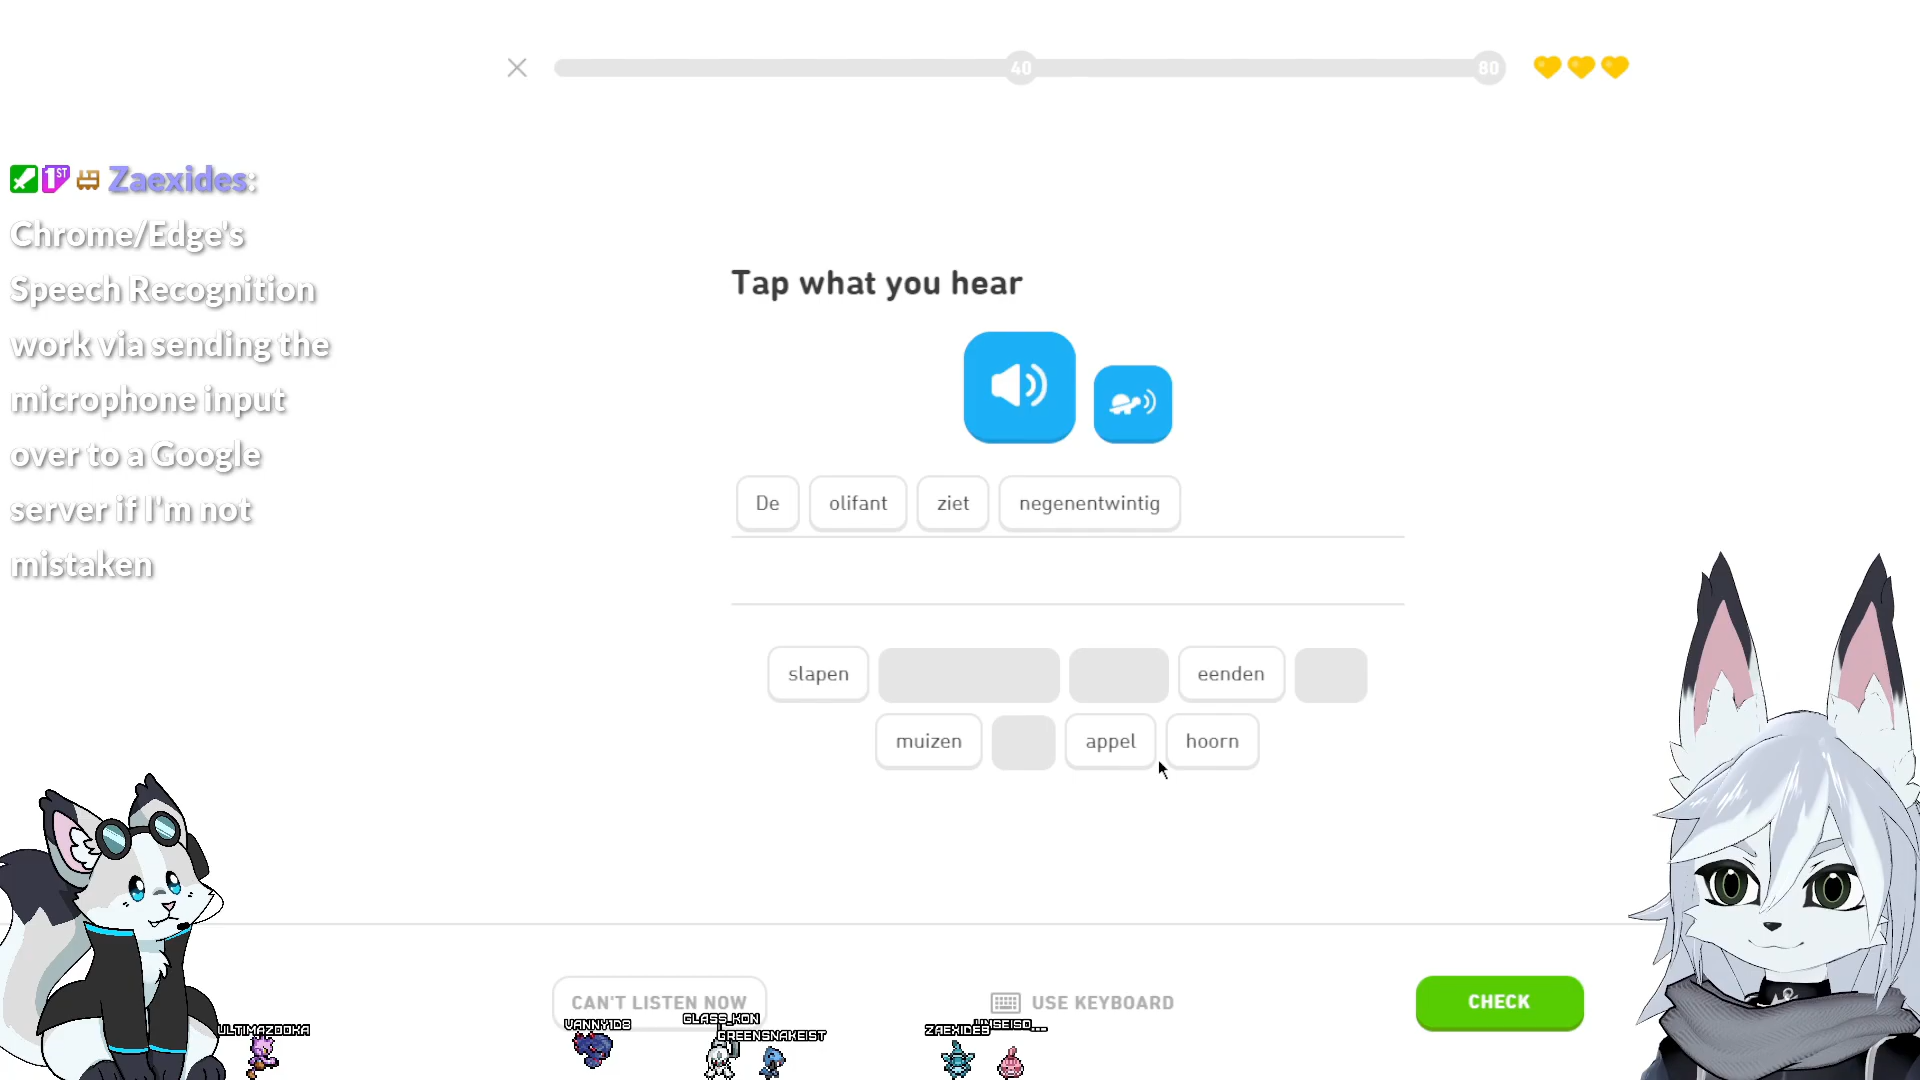 40
80
1ST Zaexides:
Chrome/Edge's
Speech Recognition
work via sending the
microphone input
over to a Google
server if I'm not
mistaken
Tap what you hear
De olifant ziet negenentwintig
slapen eenden
muizen appel hoorn
CAN'T LISTEN NOW
USE KEYBOARD
CHECK
ULTIMAZOOKA
VANNY1D8
GLASS_KON
GREENSNAKEIST
ZAEXIDES